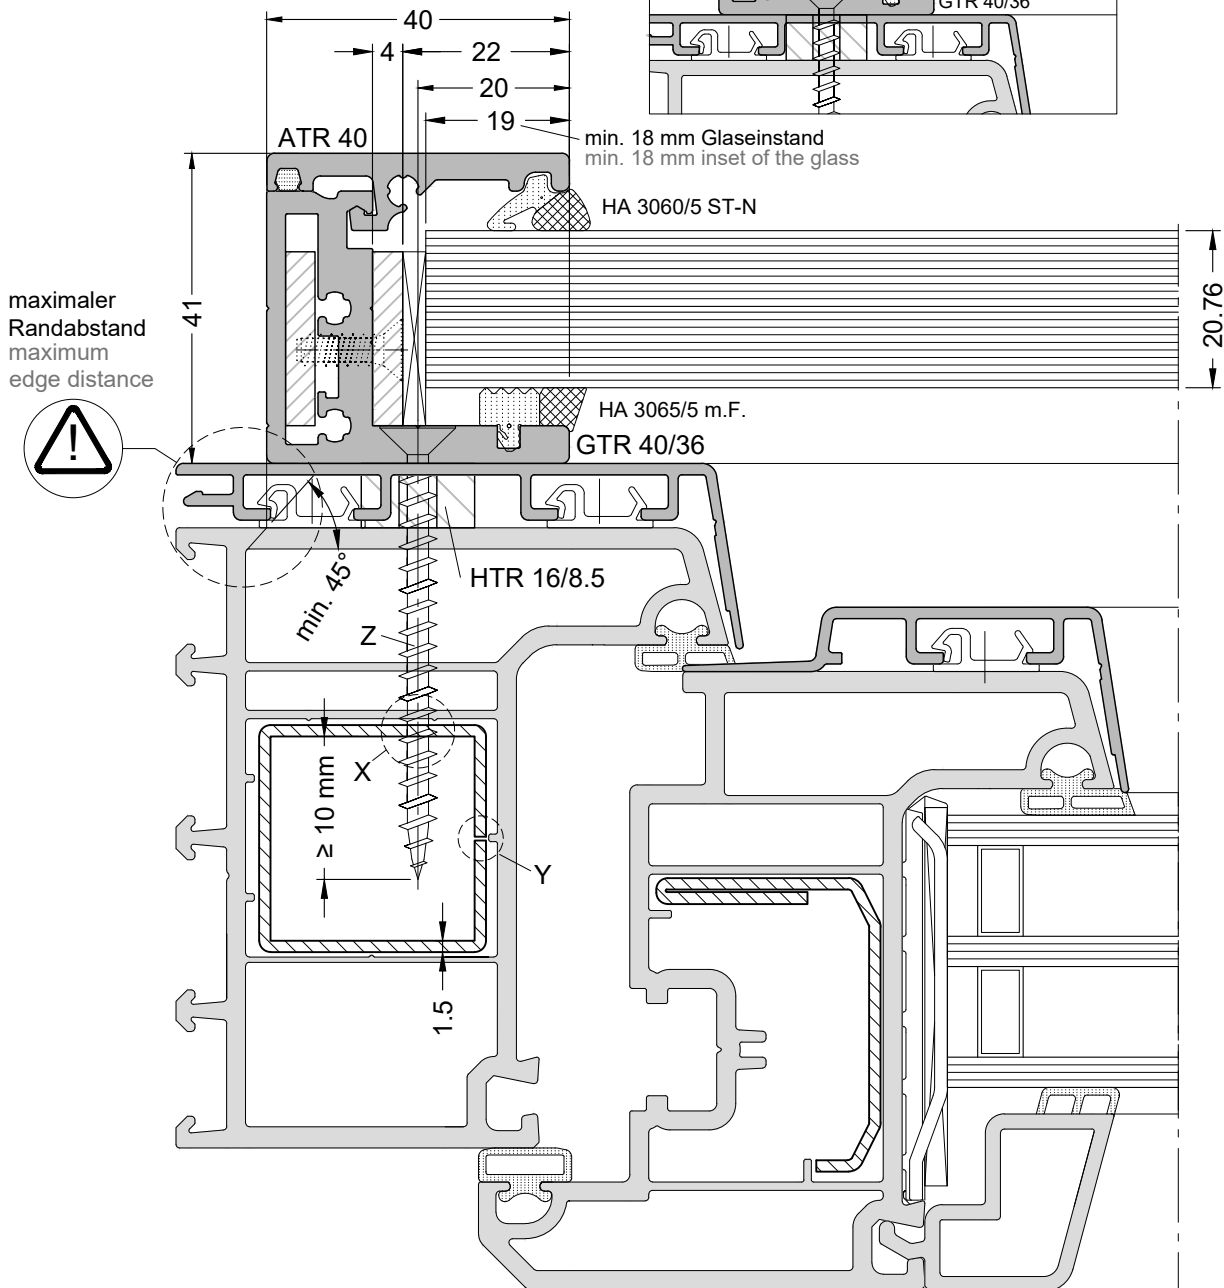 GTR 40/36
40
4
22
20
19
ATR 40
min. 18 mm Glaseinstand
min. 18 mm inset of the glass
HA 3060/5 ST-N
41
20.76
maximaler
Randabstand
maximum
edge distance
!
HA 3065/5 m.F.
GTR 40/36
min. 45°
HTR 16/8.5
Z
X
≥ 10 mm
Y
1.5